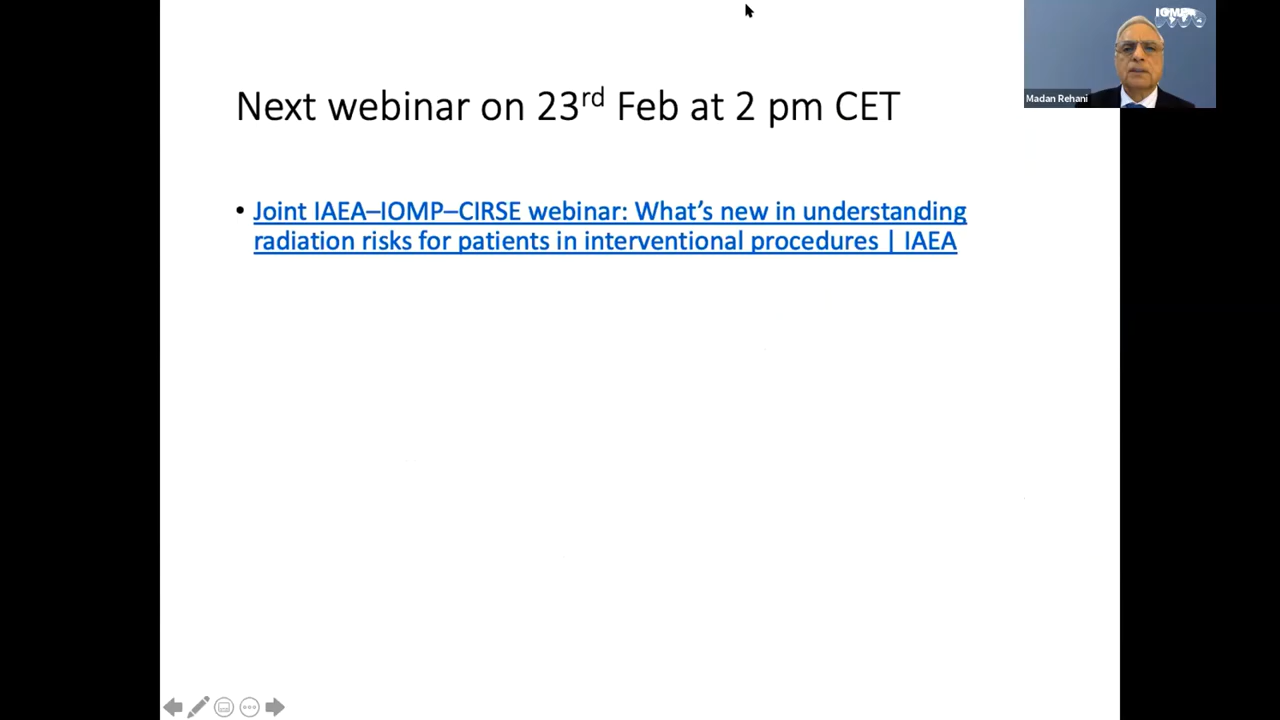 IOMP
Madan Rehani
Next webinar on 23rd Feb at 2 pm CET
• Joint IAEA–IOMP–CIRSE webinar: What’s new in understanding
radiation risks for patients in interventional procedures | IAEA